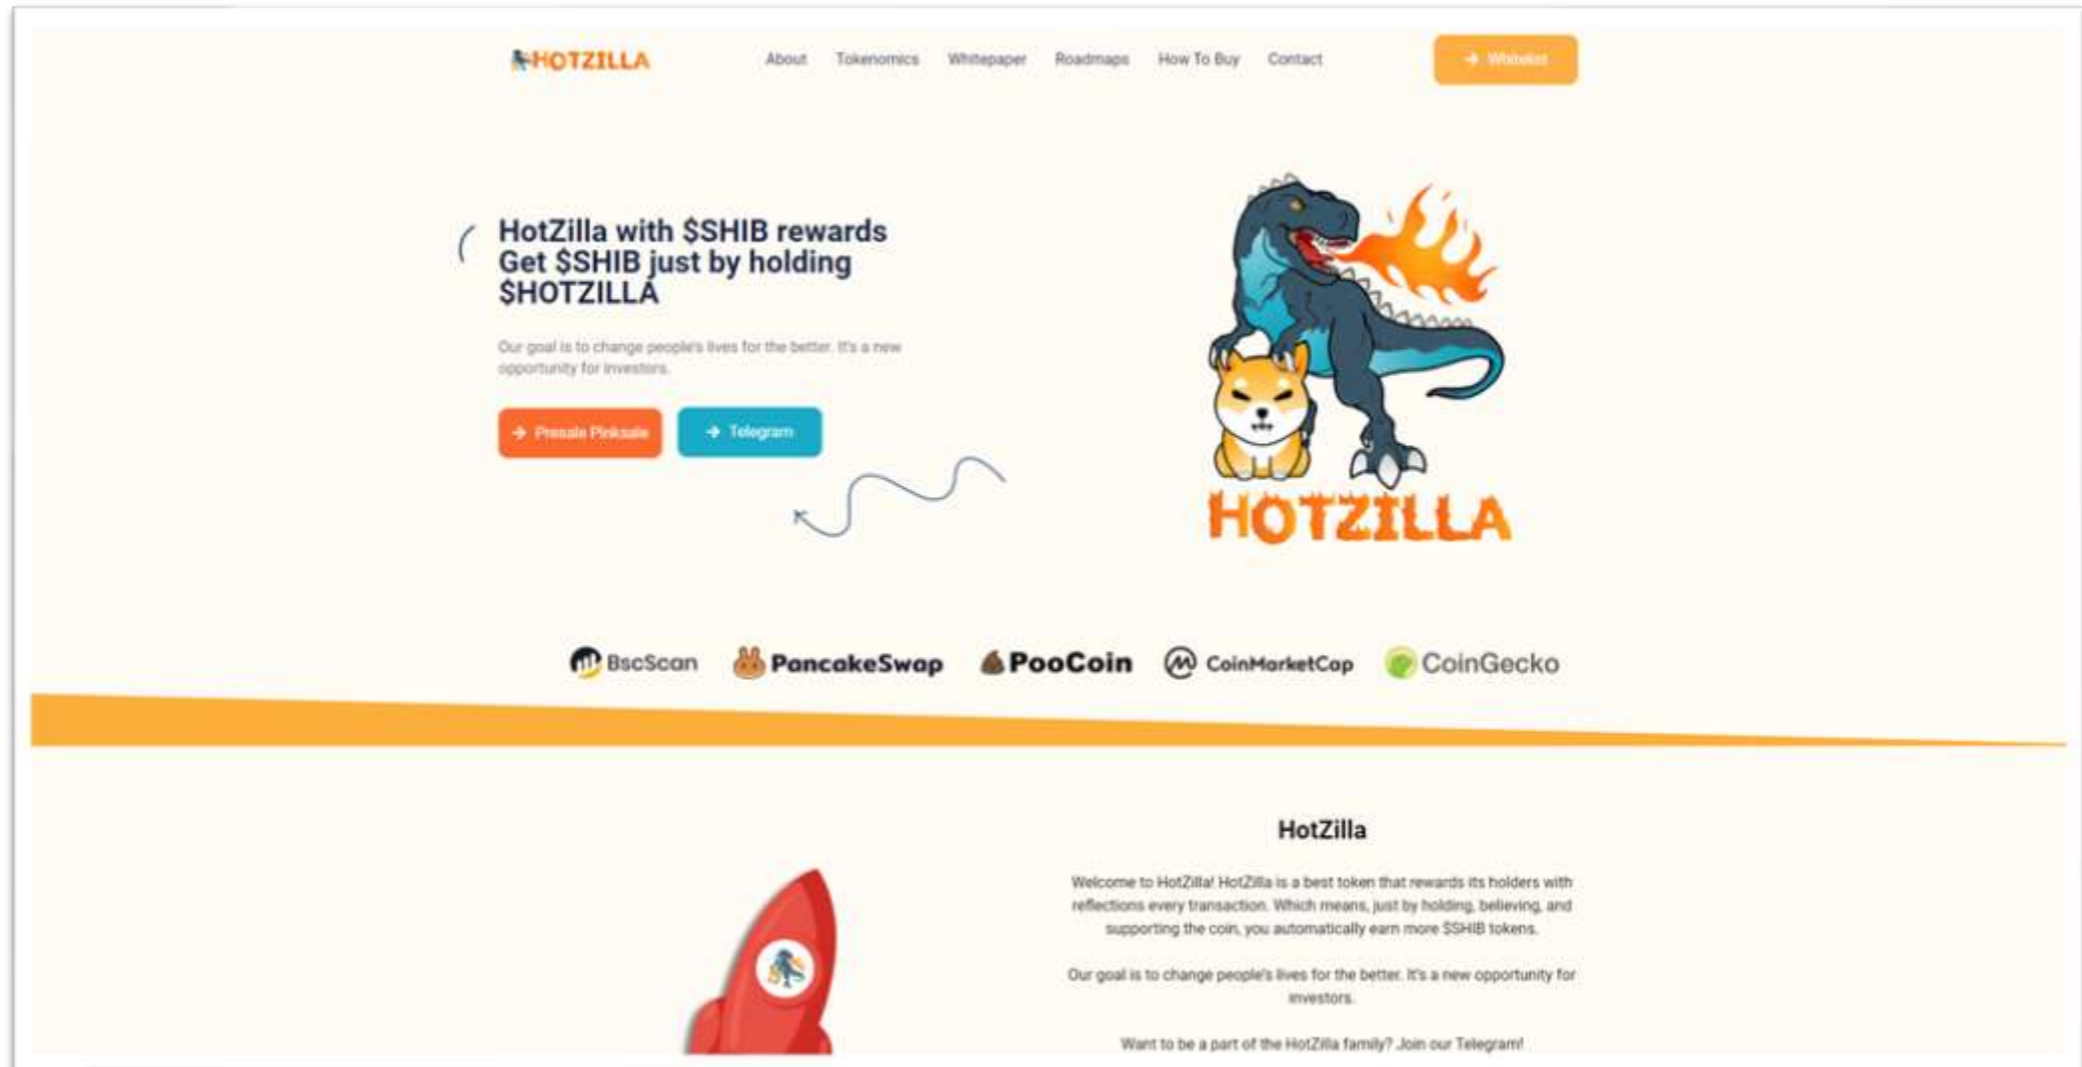 HOTZILLA
About Tokenomics Whitepaper Roadmaps How To Buy Contact
→ Whitelist
HotZilla with $SHIB rewards
Get $SHIB just by holding
$HOTZILLA
Our goal is to change people's lives for the better. It's a new
opportunity for investors.
→ Presale Pinksale
→ Telegram
HOTZILLA
BscScan
PancakeSwap
PooCoin
CoinMarketCap
CoinGecko
HotZilla
Welcome to HotZilla! HotZilla is a best token that rewards its holders with
reflections every transaction. Which means, just by holding, believing, and
supporting the coin, you automatically earn more $SHIB tokens.
Our goal is to change people's lives for the better. It's a new opportunity for
investors.
Want to be a part of the HotZilla family? Join our Telegram!